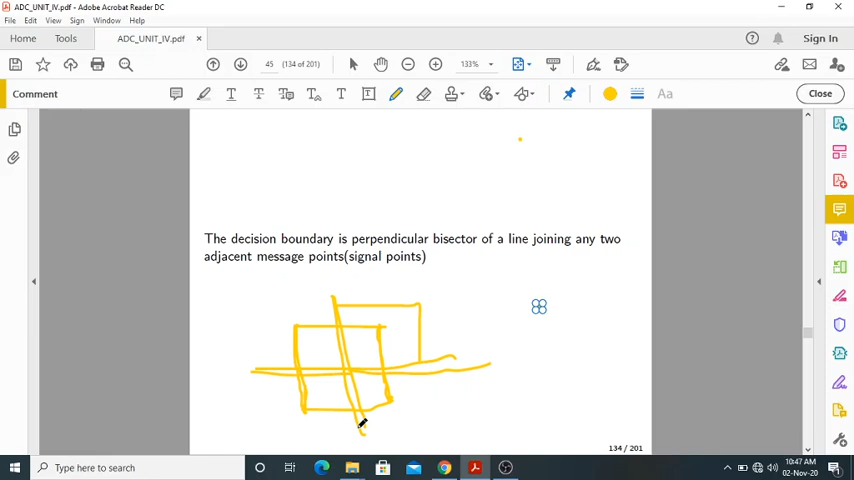 ADC_UNIT_IV.pdf - Adobe Acrobat Reader DC
File Edit View Sign Window Help
Home Tools ADC_UNIT_IV.pdf × Sign In
45 (134 of 201) 133%
Comment Aa Close
The decision boundary is perpendicular bisector of a line joining any two
adjacent message points(signal points)
134 / 201
Type here to search
10:47 AM
02-Nov-20